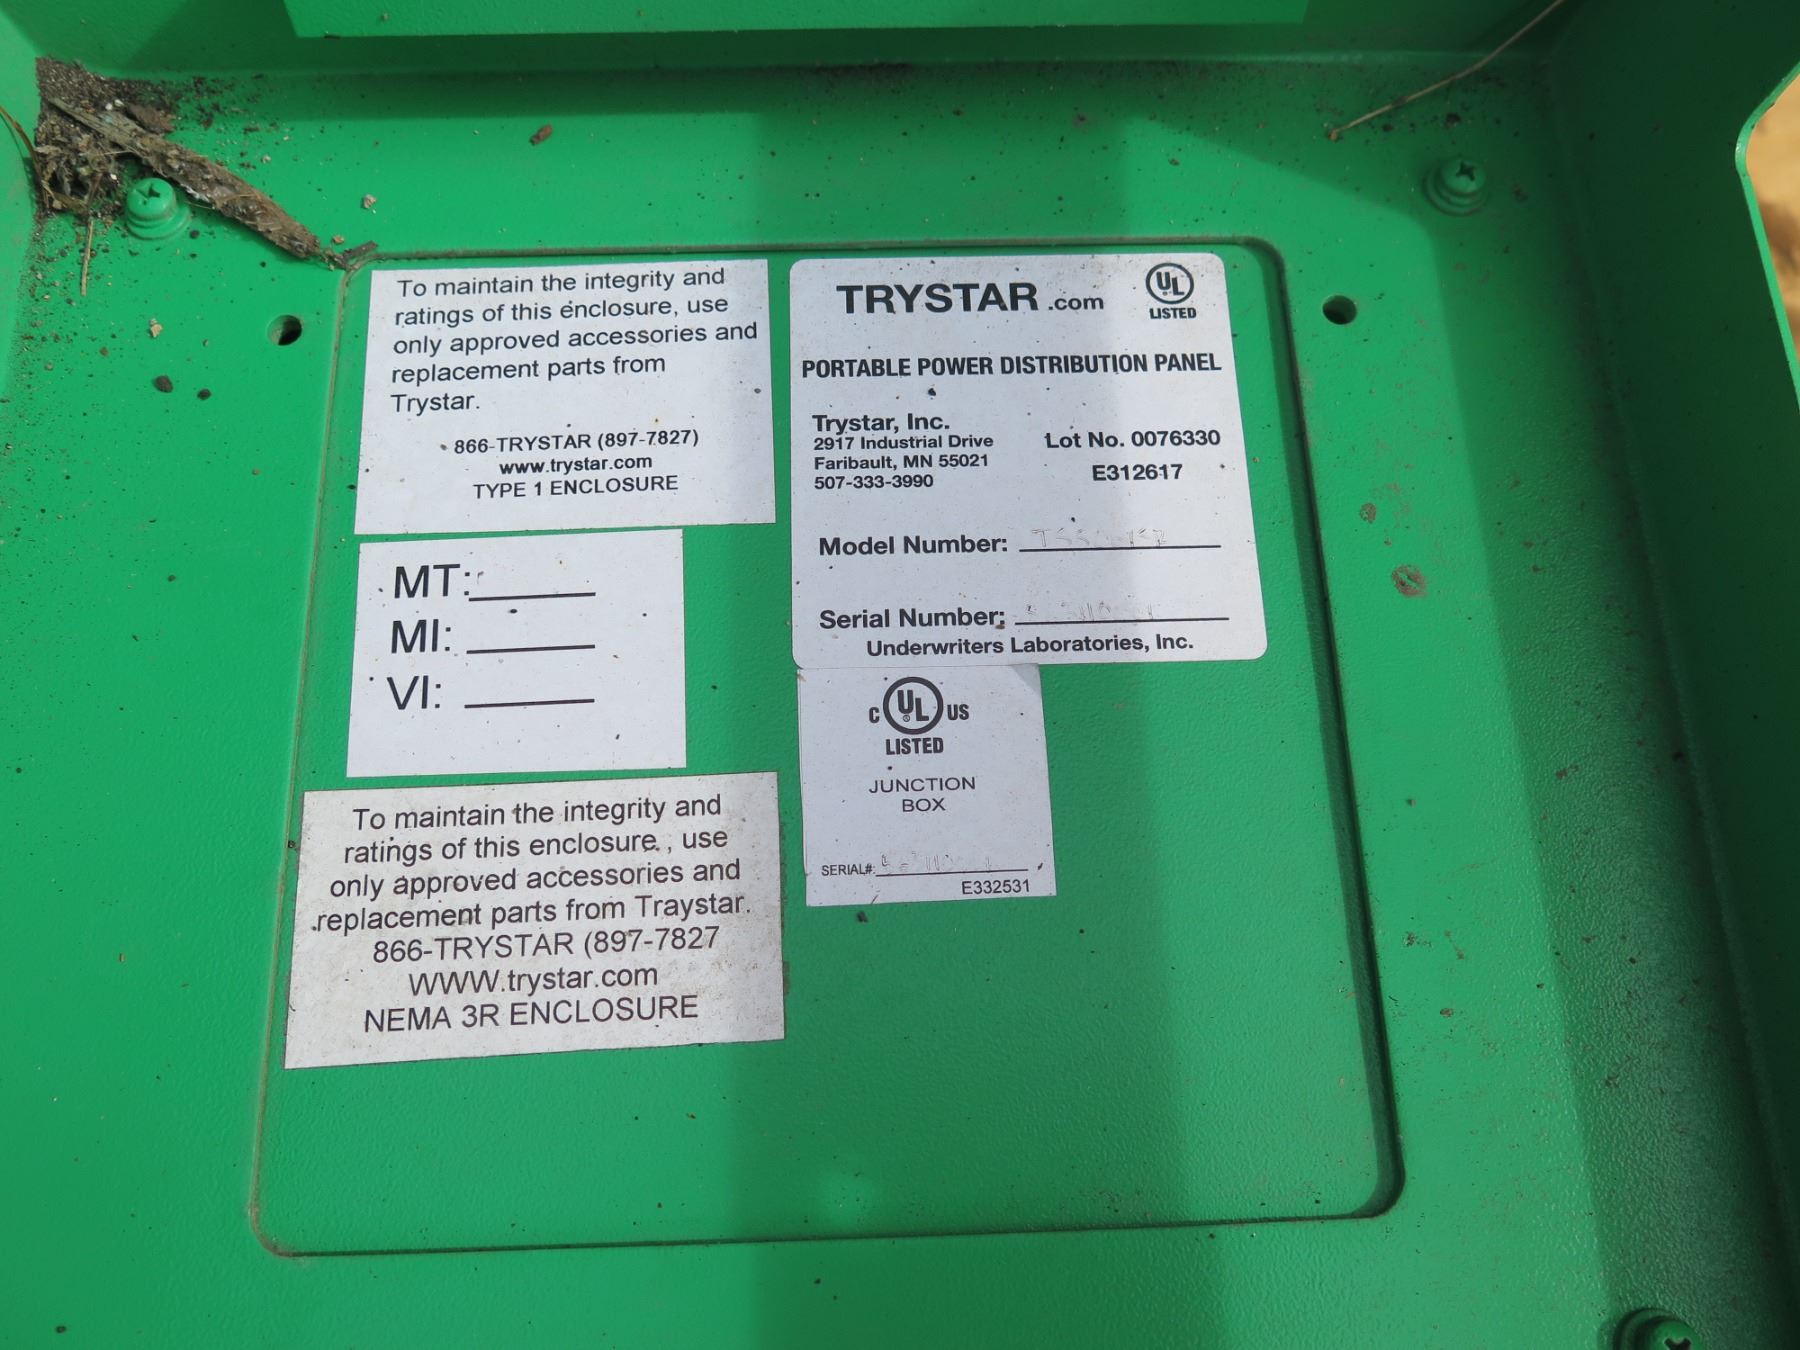 To maintain the integrity and
ratings of this enclosure, use
only approved accessories and
replacement parts from
Trystar.
866-TRYSTAR (897-7827)
www.trystar.com
TYPE 1 ENCLOSURE
MT:
MI:
VI:
To maintain the integrity and
ratings of this enclosure., use
only approved accessories and
replacement parts from Traystar.
866-TRYSTAR (897-7827
WWW.trystar.com
NEMA 3R ENCLOSURE
TRYSTAR .com
UL
LISTED
PORTABLE POWER DISTRIBUTION PANEL
Trystar, Inc.
2917 Industrial Drive
Faribault, MN 55021
507-333-3990
Lot No. 0076330
E312617
Model Number:
Serial Number:
Underwriters Laboratories, Inc.
C UL® US
LISTED
JUNCTION
BOX
SERIAL#:
E332531